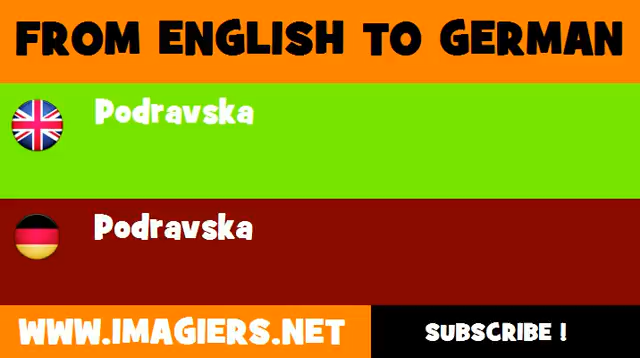 FROM ENGLISH TO GERMAN
Podravska
Podravska
WWW.IMAGIERS.NET
SUBSCRIBE !